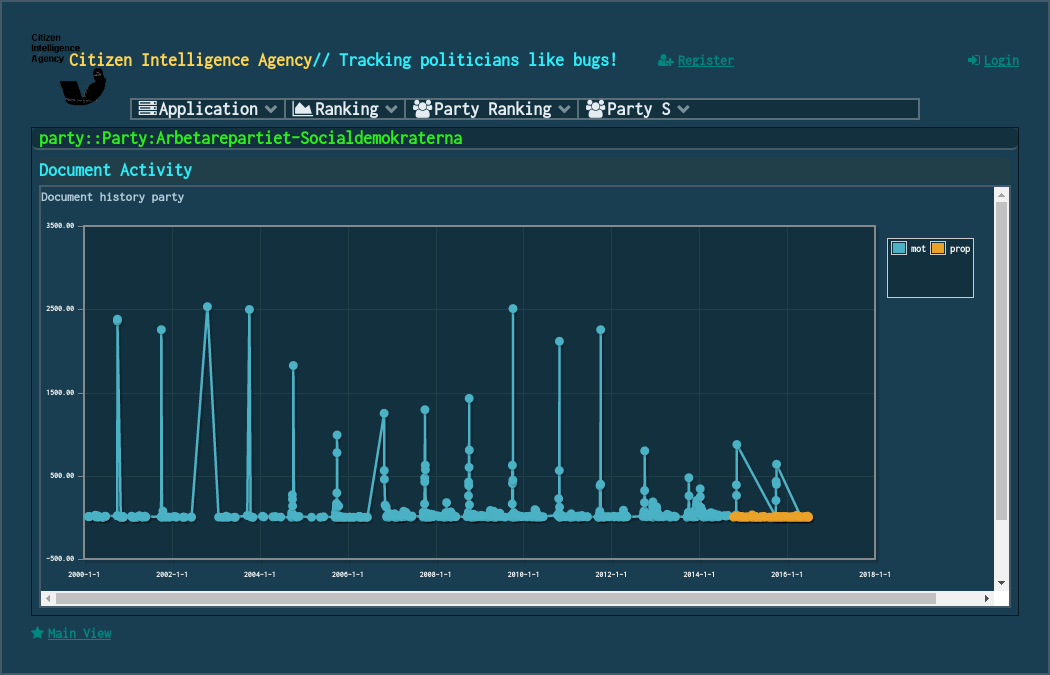 Citizen
Intelligence
Agency
Citizen Intelligence Agency// Tracking politicians like bugs!
Register
Login
Application
Ranking
Party Ranking
Party S
party::Party:Arbetarepartiet-Socialdemokraterna
Document Activity
Document history party
3500.00
mot prop
2500.00
1500.00
500.00
-500.00
2000-1-1 2002-1-1 2004-1-1 2006-1-1 2008-1-1 2010-1-1 2012-1-1 2014-1-1 2016-1-1 2018-1-1
Main View